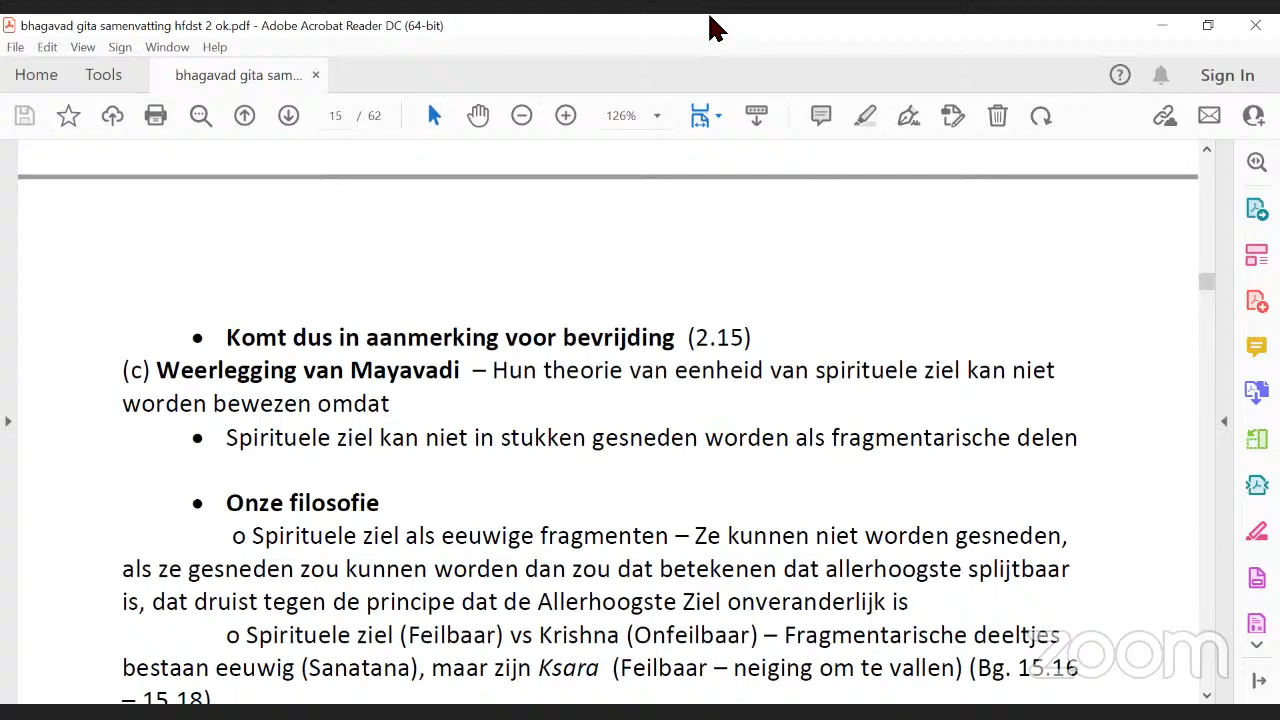 bhagavad gita samenvatting hfdst 2 ok.pdf - Adobe Acrobat Reader DC (64-bit)
File Edit View Sign Window Help
Home Tools bhagavad gita sam... × Sign In
15 / 62 126%
• Komt dus in aanmerking voor bevrijding (2.15)
(c) Weerlegging van Mayavadi – Hun theorie van eenheid van spirituele ziel kan niet
worden bewezen omdat
• Spirituele ziel kan niet in stukken gesneden worden als fragmentarische delen
• Onze filosofie
o Spirituele ziel als eeuwige fragmenten – Ze kunnen niet worden gesneden,
als ze gesneden zou kunnen worden dan zou dat betekenen dat allerhoogste splijtbaar
is, dat druist tegen de principe dat de Allerhoogste Ziel onveranderlijk is
o Spirituele ziel (Feilbaar) vs Krishna (Onfeilbaar) – Fragmentarische deeltjes
bestaan eeuwig (Sanatana), maar zijn Ksara (Feilbaar – neiging om te vallen) (Bg. 15.16
– 15.18)
zoom